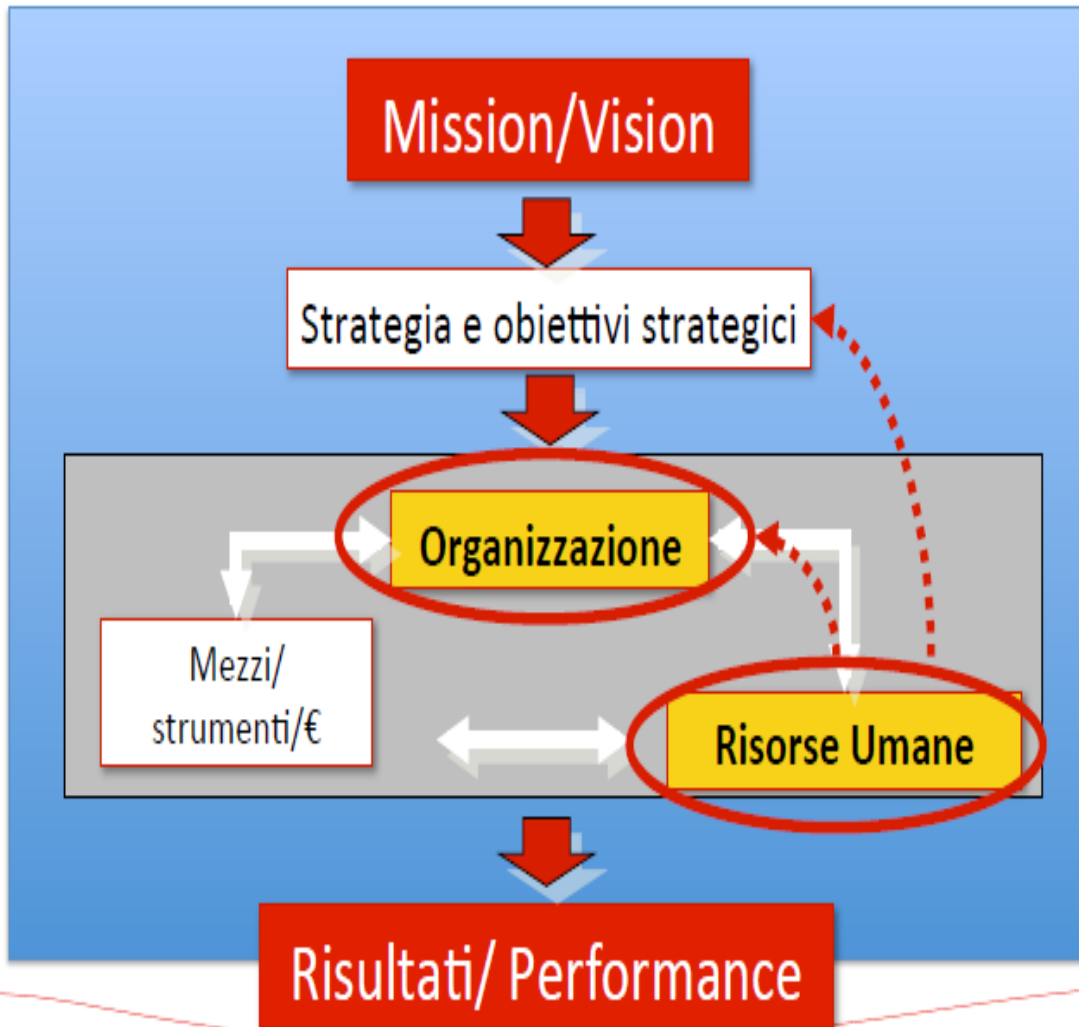 Mission/Vision
Strategia e obiettivi strategici
Organizzazione
Mezzi/
strumenti/€
Risorse Umane
Risultati/ Performance